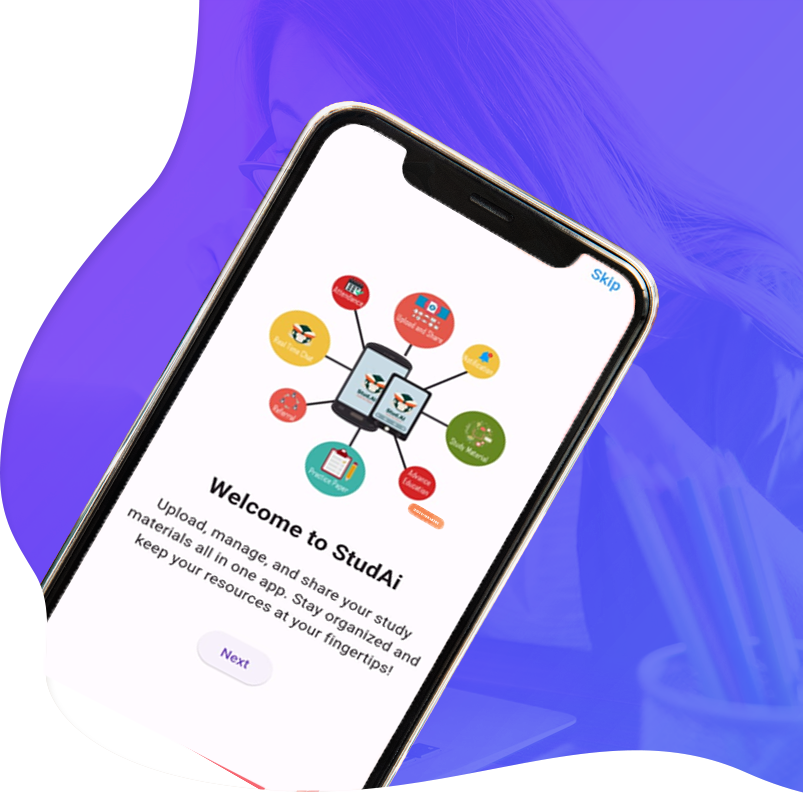 Skip
Attendance
Upload and Share
Real Time Chat
Notification
StudAi
StudAi
Referral
Study Material
Practice Paper
Advance
Education
Welcome to StudAi
Upload, manage, and share your study
materials all in one app. Stay organized and
keep your resources at your fingertips!
Next